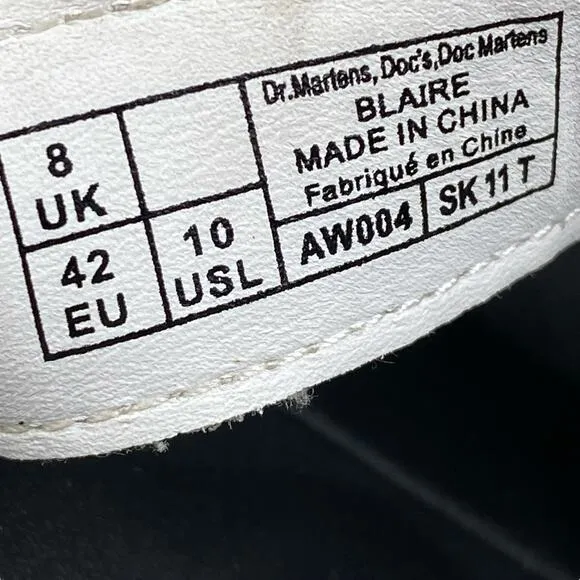 8
UK
42
EU
10
USL
Dr.Martens, Doc's, Doc Martens
BLAIRE
MADE IN CHINA
Fabriqué en Chine
AW004
SK 11 T